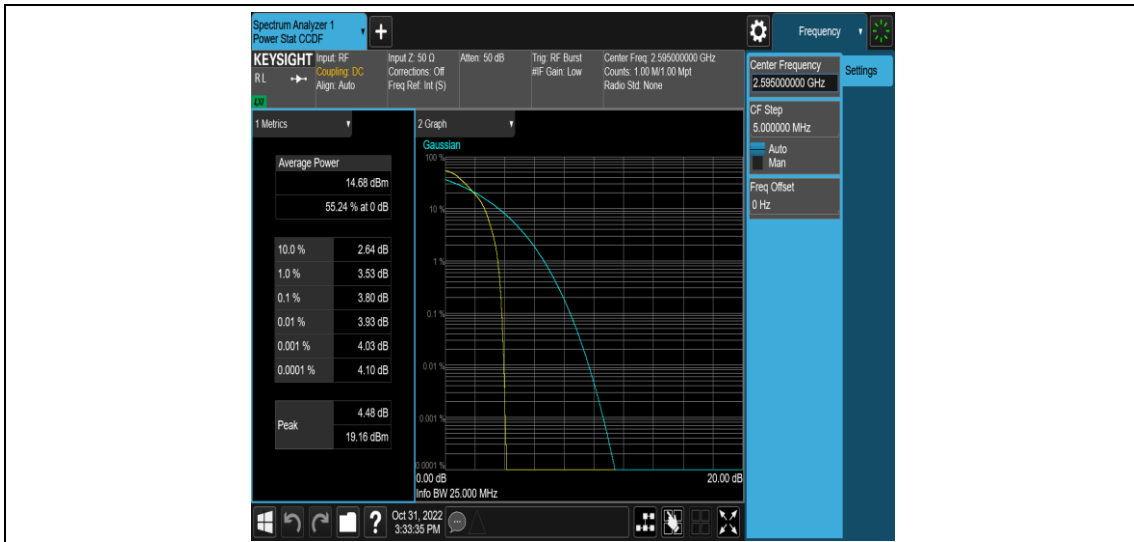 Spectrum Analyzer 1
Power Stat CCDF
Frequency
KEYSIGHT
RL
Input: RF
Coupling: DC
Align: Auto
Input Z: 50 Ω
Corrections: Off
Freq Ref: Int (S)
Atten: 50 dB
Trig: RF Burst
#IF Gain: Low
Center Freq: 2.595000000 GHz
Counts: 1.00 M/1.00 Mpt
Radio Std: None
Center Frequency
2.595000000 GHz
Settings
CF Step
5.000000 MHz
Auto
Man
Freq Offset
0 Hz
1 Metrics
Average Power
14.68 dBm
55.24 % at 0 dB
10.0 % 2.64 dB
1.0 % 3.53 dB
0.1 % 3.80 dB
0.01 % 3.93 dB
0.001 % 4.03 dB
0.0001 % 4.10 dB
Peak
4.48 dB
19.16 dBm
2 Graph
Gaussian
100 %
10 %
1 %
0.1 %
0.01 %
0.001 %
0.0001 %
0.00 dB 20.00 dB
Info BW 25.000 MHz
?
Oct 31, 2022
3:33:35 PM